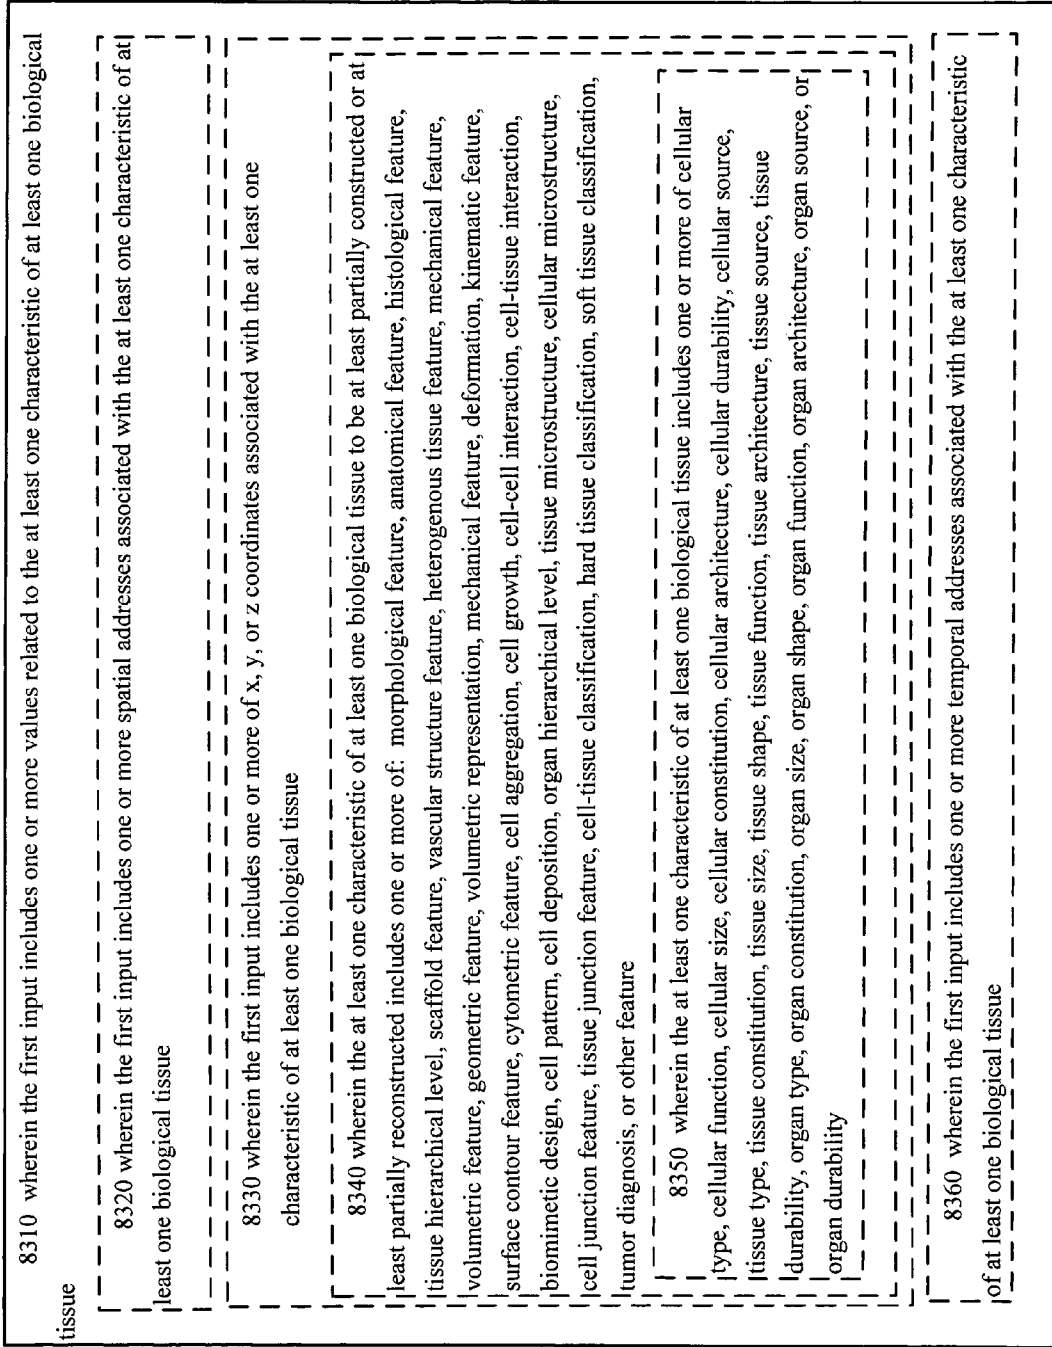 8310 wherein the first input includes one or more values related to the at least one characteristic of at least one biological
tissue
8320 wherein the first input includes one or more spatial addresses associated with the at least one characteristic of at
least one biological tissue
8330 wherein the first input includes one or more of x, y, or z coordinates associated with the at least one
characteristic of at least one biological tissue
8340 wherein the at least one characteristic of at least one biological tissue to be at least partially constructed or at
least partially reconstructed includes one or more of: morphological feature, anatomical feature, histological feature,
tissue hierarchical level, scaffold feature, vascular structure feature, heterogenous tissue feature, mechanical feature,
volumetric feature, geometric feature, volumetric representation, mechanical feature, deformation, kinematic feature,
surface contour feature, cytometric feature, cell aggregation, cell growth, cell-cell interaction, cell-tissue interaction,
biomimetic design, cell pattern, cell deposition, organ hierarchical level, tissue microstructure, cellular microstructure,
cell junction feature, tissue junction feature, cell-tissue classification, hard tissue classification, soft tissue classification,
tumor diagnosis, or other feature
8350 wherein the at least one characteristic of at least one biological tissue includes one or more of cellular
type, cellular function, cellular size, cellular constitution, cellular architecture, cellular durability, cellular source,
tissue type, tissue constitution, tissue size, tissue shape, tissue function, tissue architecture, tissue source, tissue
durability, organ type, organ constitution, organ size, organ shape, organ function, organ architecture, organ source, or
organ durability
8360 wherein the first input includes one or more temporal addresses associated with the at least one characteristic
of at least one biological tissue